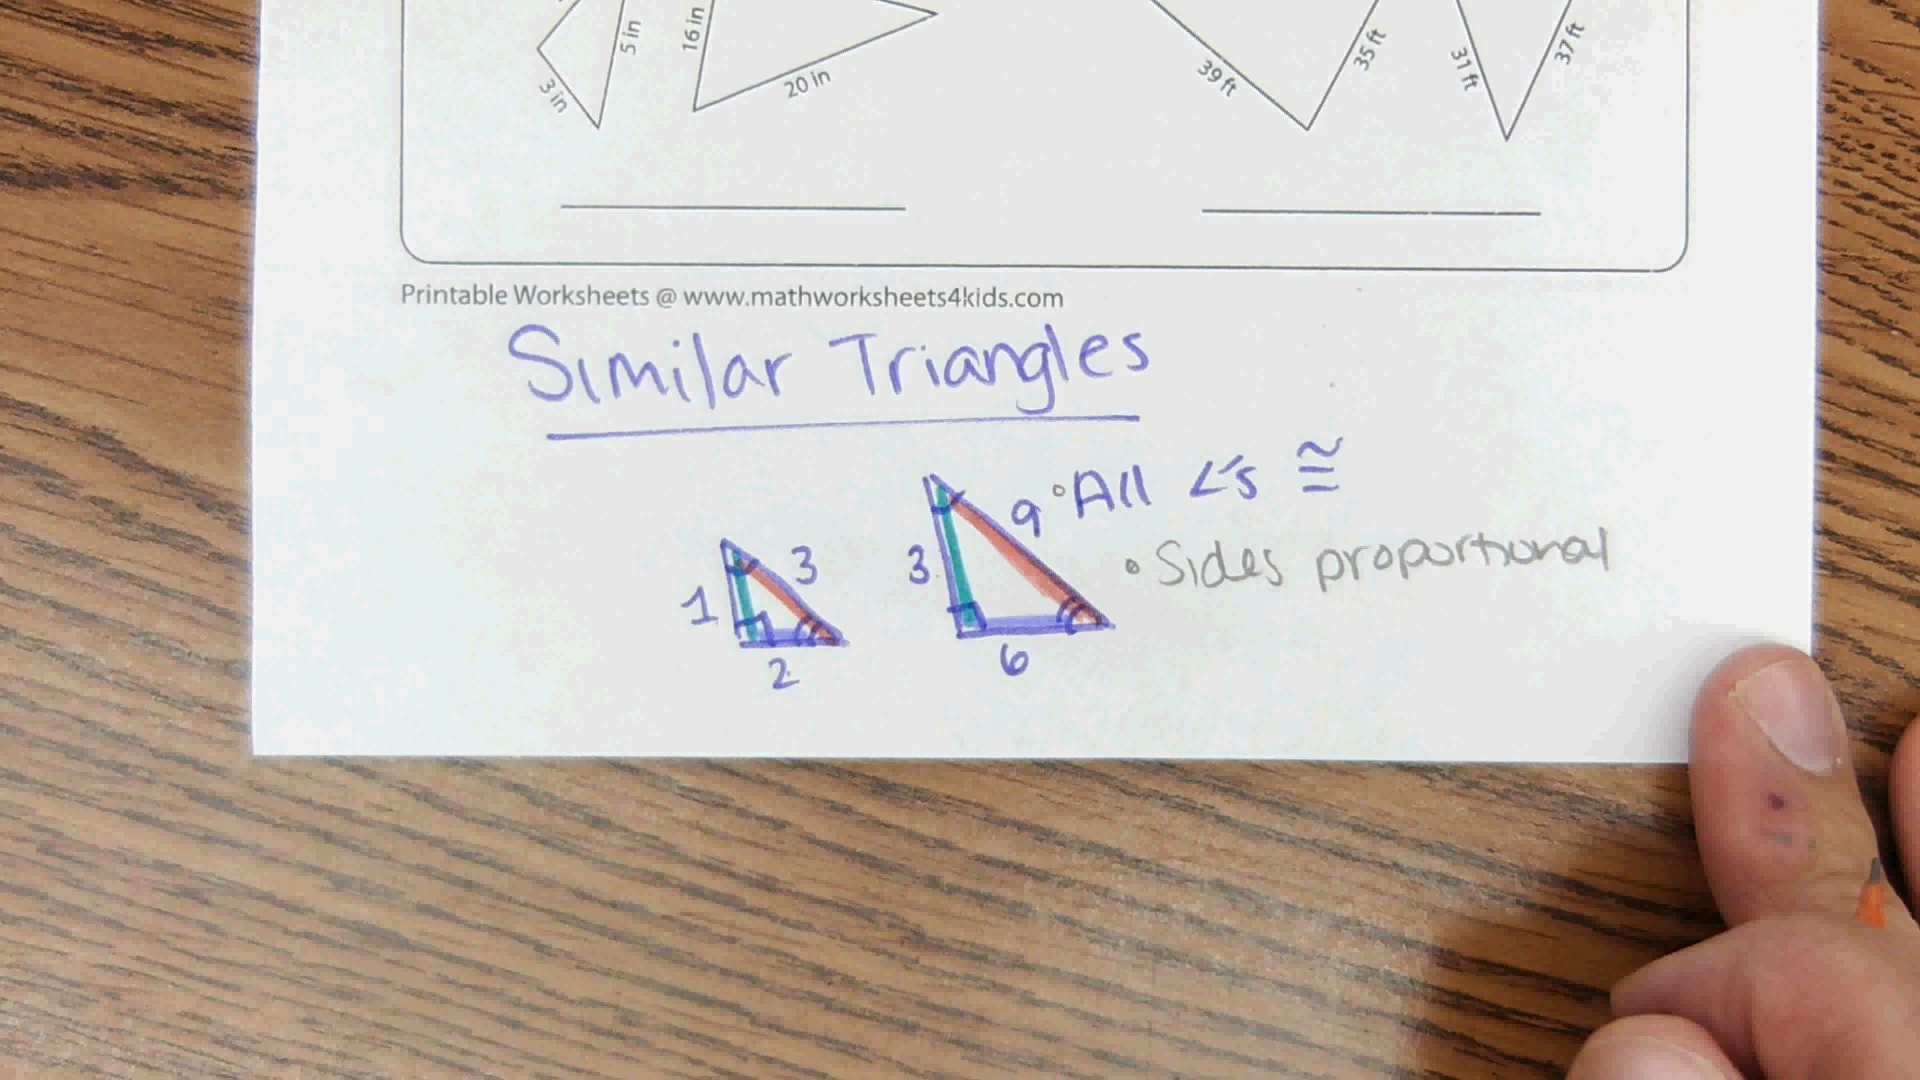 3 in
5 in
16 in
20 in
39 ft
35 ft
31 ft
37 ft
Printable Worksheets @ www.mathworksheets4kids.com
Similar Triangles
• All ∠'s ≅
• Sides proportional
1 3 2
3 9 6